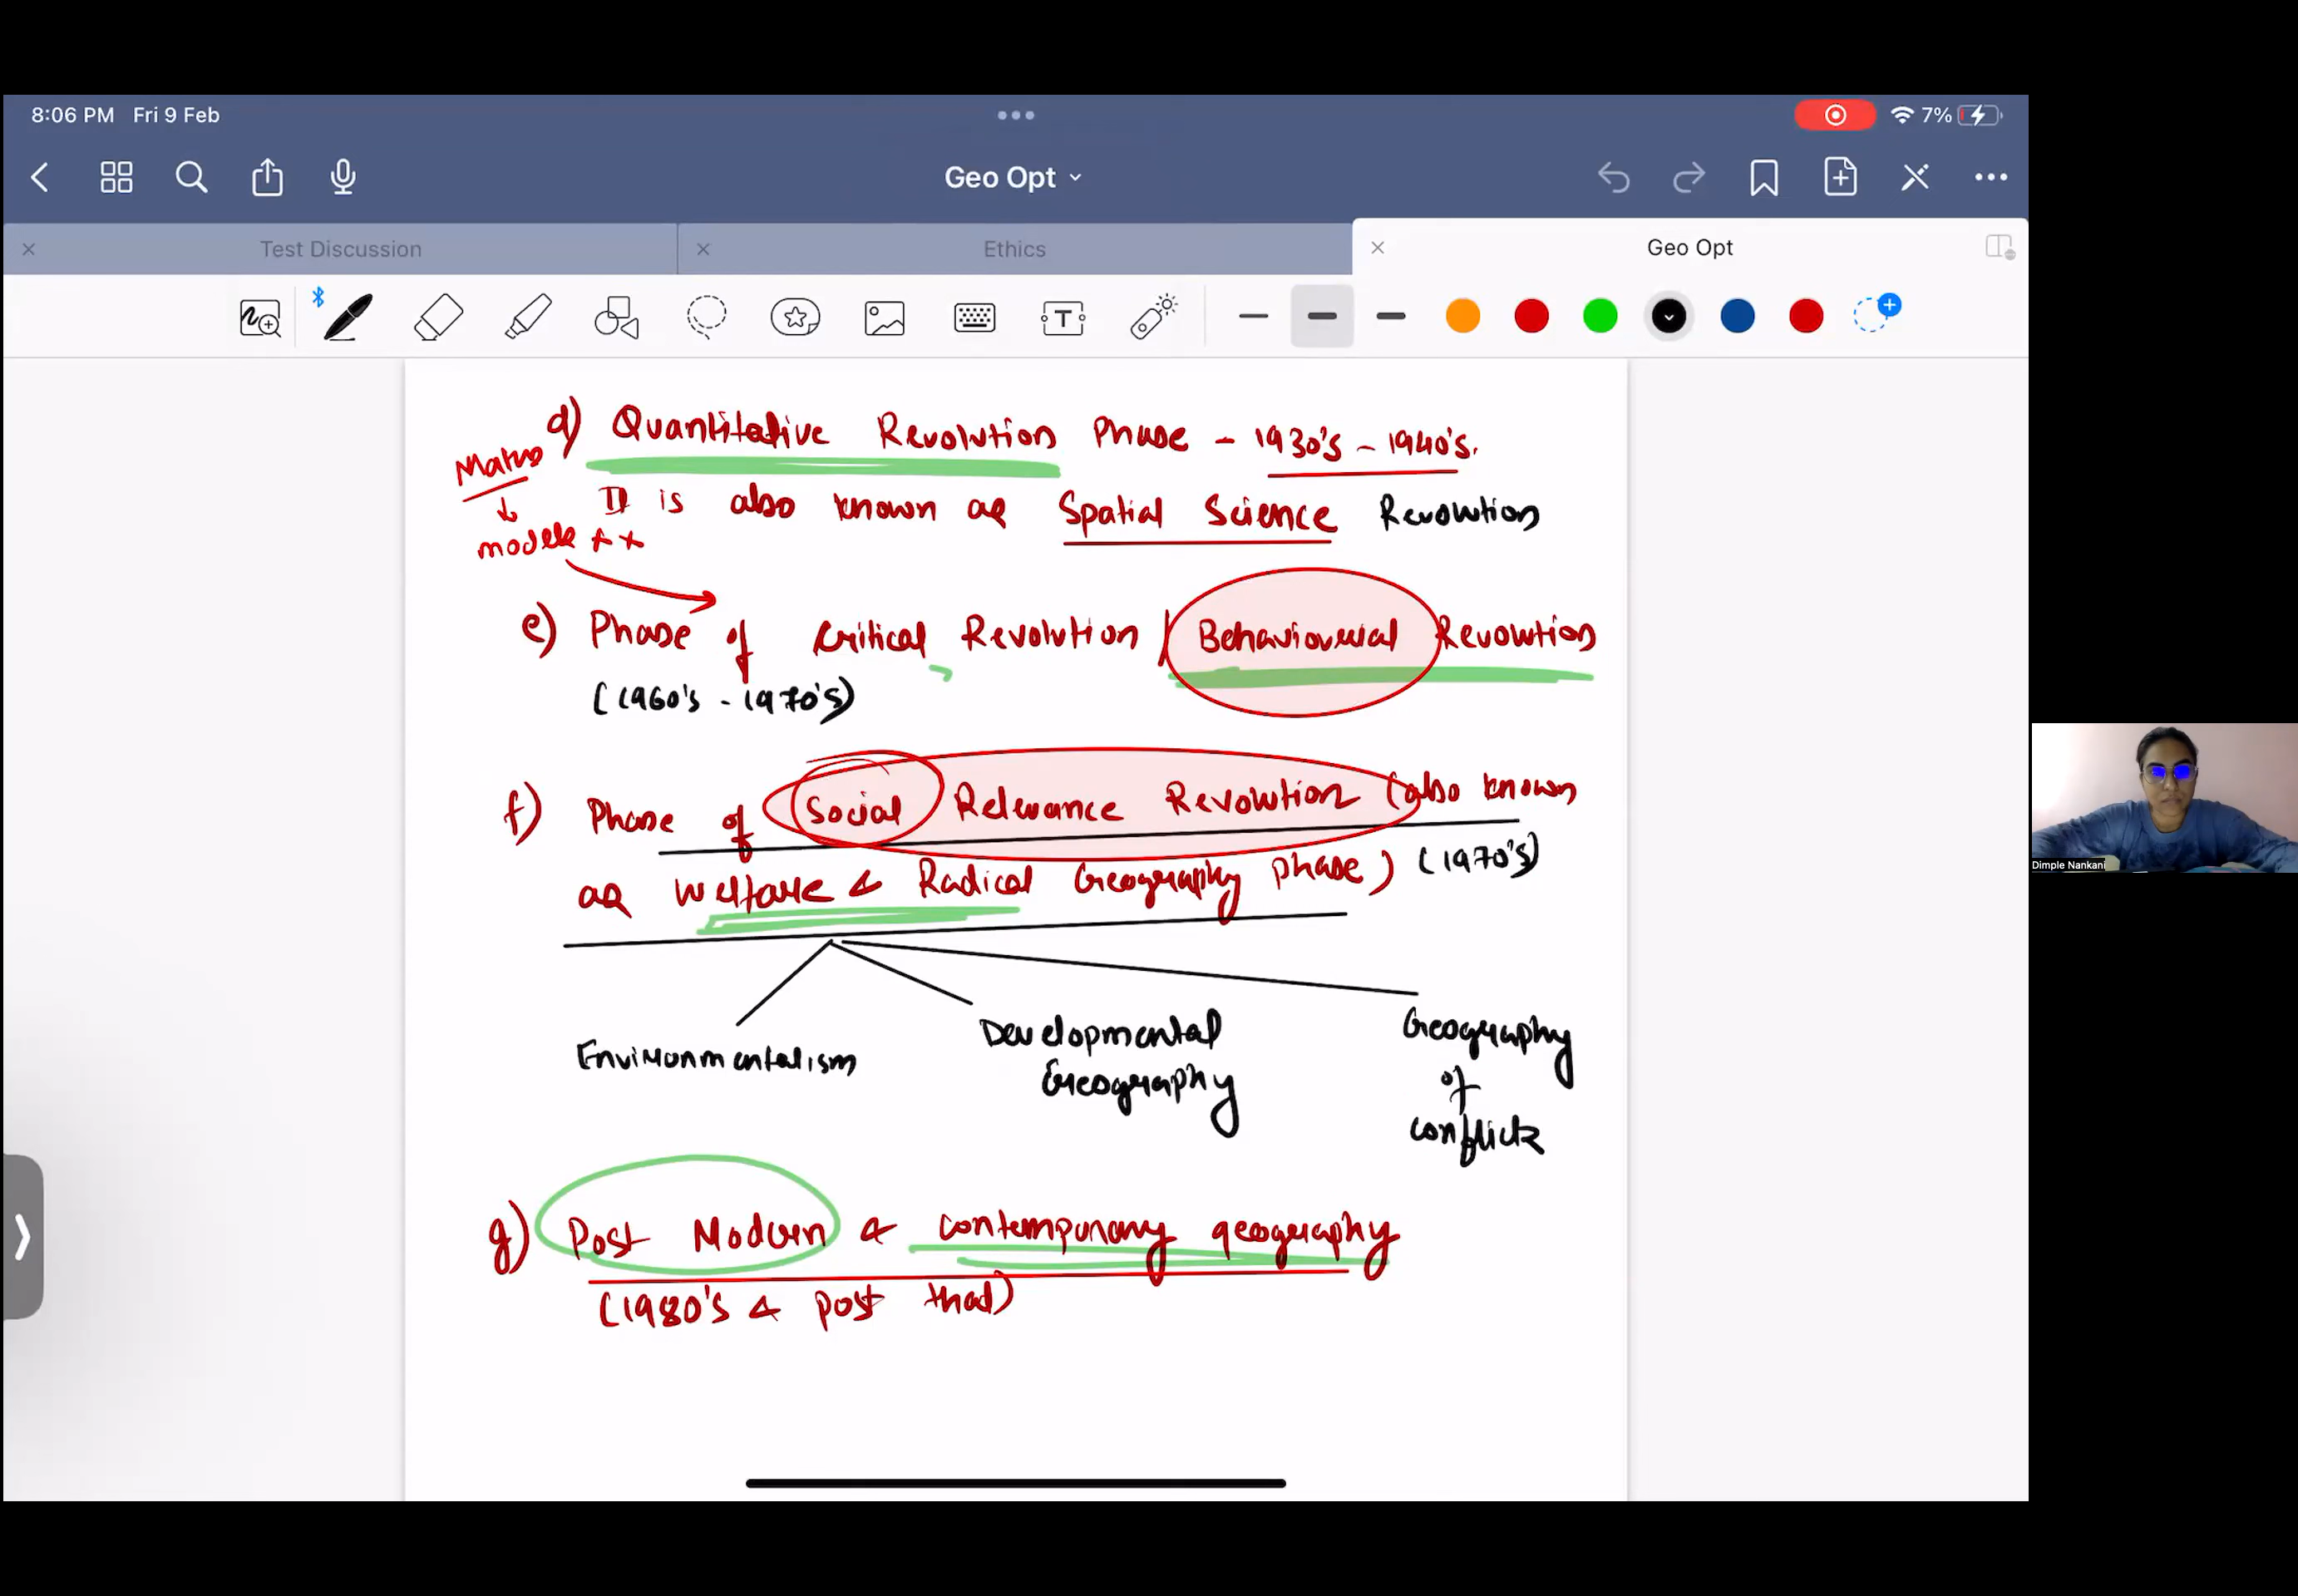 8:06 PM Fri 9 Feb
7%
Geo Opt
Test Discussion
Ethics
Geo Opt
d) Quantitative Revolution Phase - 1930's - 1940's.
Maths
It is also known as Spatial Science Revolution
models ++
e) Phase of Critical Revolution / Behaviourial Revolution
(1960's - 1970's)
f) Phase of Social Relevance Revolution (also known
as Welfare & Radical Geography phase) (1970's)
Environmentalism
Developmental
Geography
Geography
of
conflicts
g) Post Modern & contemporary geography
(1980's & post that)
Dimple Nankani